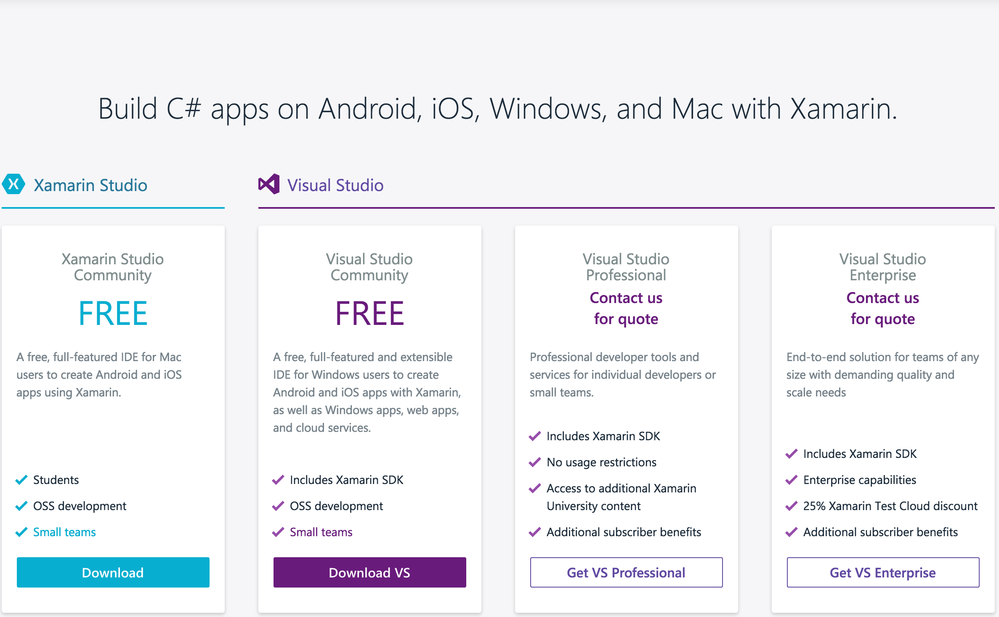 Build C# apps on Android, iOS, Windows, and Mac with Xamarin.
Xamarin Studio
Visual Studio
Xamarin Studio
Community
FREE
A free, full-featured IDE for Mac
users to create Android and iOS
apps using Xamarin.
Students
OSS development
Small teams
Download
Visual Studio
Community
FREE
A free, full-featured and extensible
IDE for Windows users to create
Android and iOS apps with Xamarin,
as well as Windows apps, web apps,
and cloud services.
Includes Xamarin SDK
OSS development
Small teams
Download VS
Visual Studio
Professional
Contact us
for quote
Professional developer tools and
services for individual developers or
small teams.
Includes Xamarin SDK
No usage restrictions
Access to additional Xamarin
University content
Additional subscriber benefits
Get VS Professional
Visual Studio
Enterprise
Contact us
for quote
End-to-end solution for teams of any
size with demanding quality and
scale needs
Includes Xamarin SDK
Enterprise capabilities
25% Xamarin Test Cloud discount
Additional subscriber benefits
Get VS Enterprise